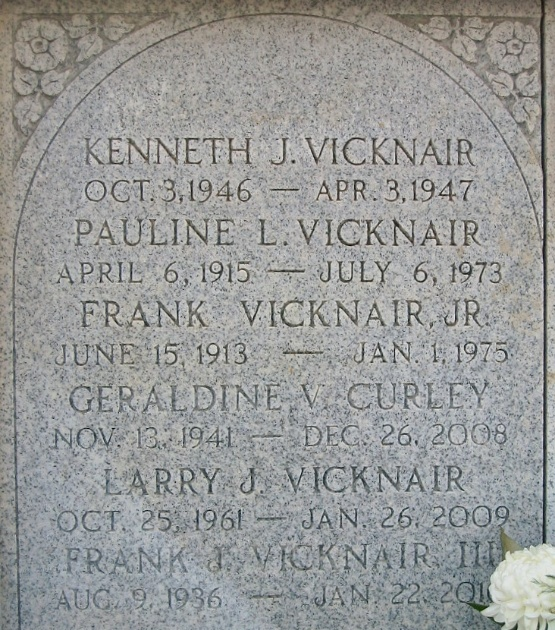 KENNETH J. VICKNAIR
OCT. 3, 1946 — APR. 3, 1947
PAULINE L. VICKNAIR
APRIL 6, 1915 — JULY 6, 1973
FRANK VICKNAIR, JR.
JUNE 15, 1913 — JAN. 1, 1975
GERALDINE V. CURLEY
NOV. 13, 1941 — DEC. 26, 2008
LARRY J. VICKNAIR
OCT. 25, 1961 — JAN. 26, 2009
FRANK J. VICKNAIR III
AUG. 9, 1936 — JAN. 22,